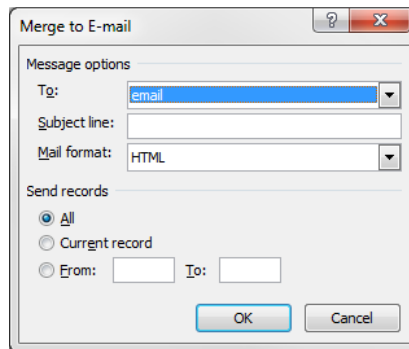 Merge to E-mail
Message options
To: email
Subject line:
Mail format: HTML
Send records
All
Current record
From: To:
OK Cancel